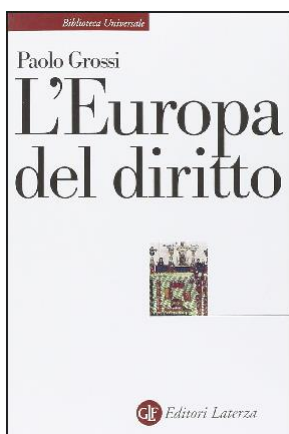 Biblioteca Universale
Paolo Grossi
L'Europa
del diritto
GLF Editori Laterza